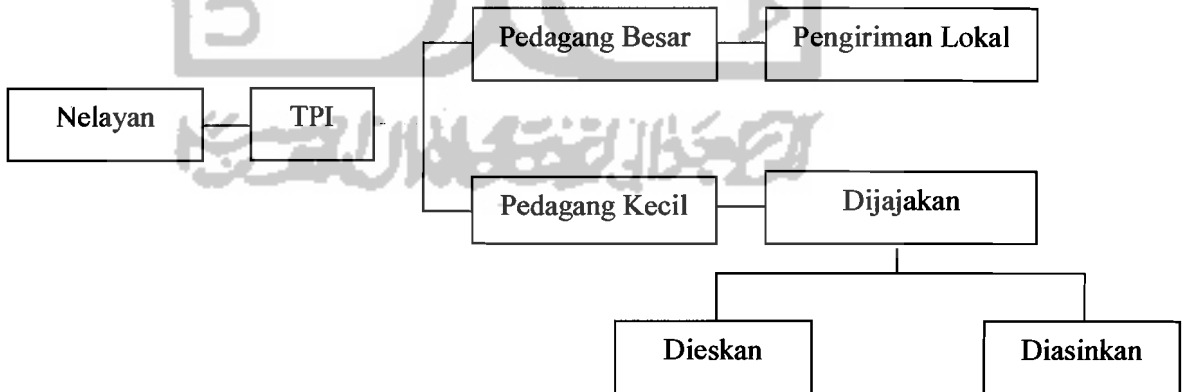 Pedagang Besar
Pengiriman Lokal
Nelayan
TPI
Pedagang Kecil
Dijajakan
Dieskan
Diasinkan